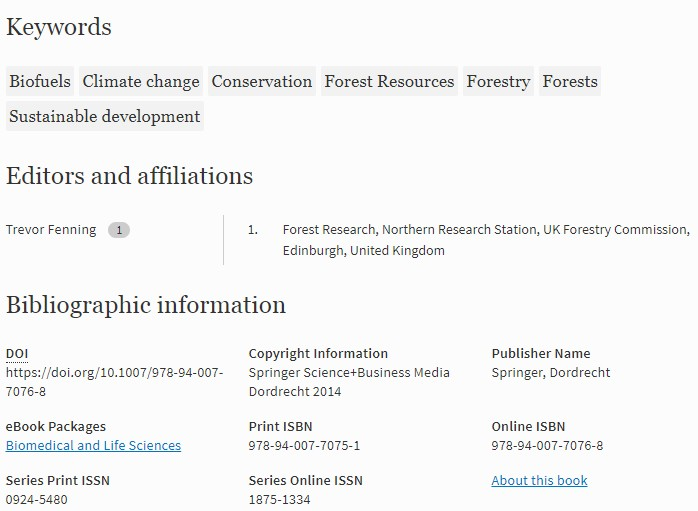 Keywords
Biofuels Climate change Conservation Forest Resources Forestry Forests
Sustainable development
Editors and affiliations
Trevor Fenning 1
1. Forest Research, Northern Research Station, UK Forestry Commission,
Edinburgh, United Kingdom
Bibliographic information
DOI
https://doi.org/10.1007/978-94-007-
7076-8
Copyright Information
Springer Science+Business Media
Dordrecht 2014
Publisher Name
Springer, Dordrecht
eBook Packages
Biomedical and Life Sciences
Print ISBN
978-94-007-7075-1
Online ISBN
978-94-007-7076-8
Series Print ISSN
0924-5480
Series Online ISSN
1875-1334
About this book